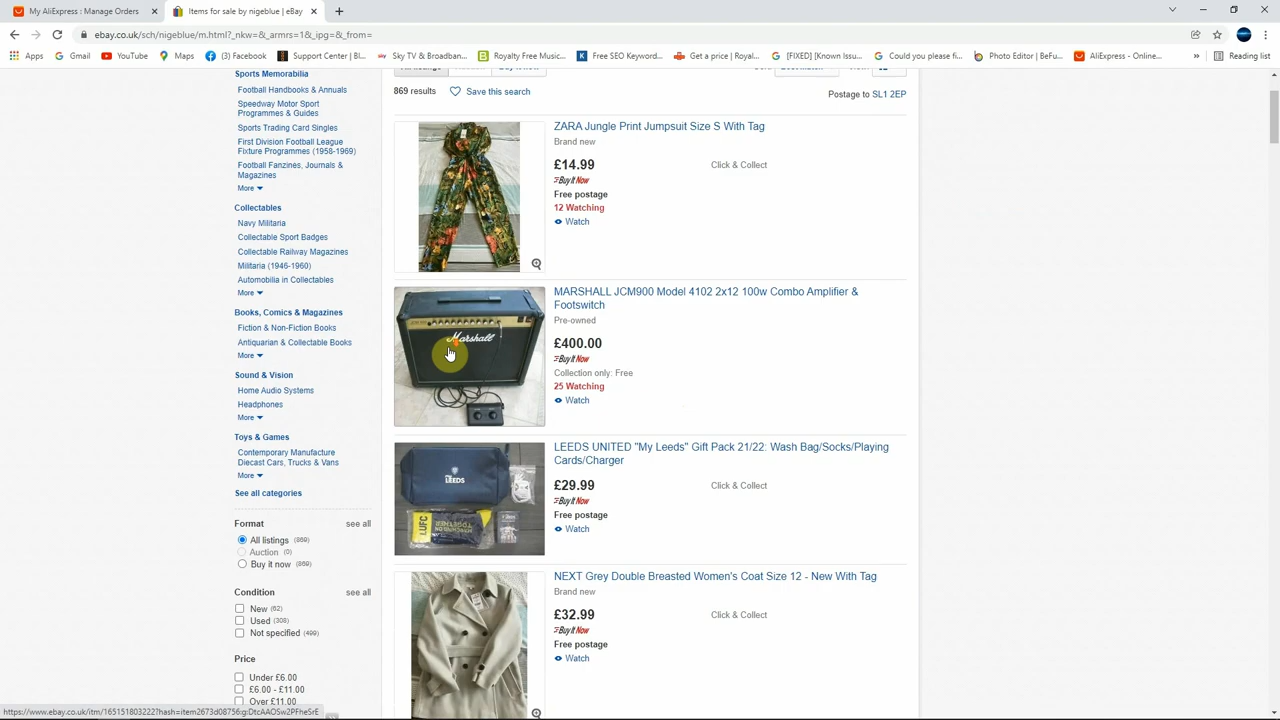 My AliExpress : Manage Orders
Items for sale by nigeblue | eBay
ebay.co.uk/sch/nigeblue/m.html?_nkw=&_armrs=1&_ipg=&_from=
Apps
Gmail
YouTube
Maps
(3) Facebook
Support Center | Bl...
Sky TV & Broadban...
Royalty Free Music...
Free SEO Keyword...
Get a price | Royal...
[FIXED] [Known Issu...
Could you please fi...
Photo Editor | BeFu...
AliExpress - Online...
Reading list
869 results
Save this search
Postage to SL1 2EP
Sports Memorabilia
Football Handbooks & Annuals
Speedway Motor Sport
Programmes & Guides
Sports Trading Card Singles
First Division Football League
Fixture Programmes (1958-1969)
Football Fanzines, Journals &
Magazines
More
Collectables
Navy Militaria
Collectable Sport Badges
Collectable Railway Magazines
Militaria (1946-1960)
Automobilia in Collectables
More
Books, Comics & Magazines
Fiction & Non-Fiction Books
Antiquarian & Collectable Books
More
Sound & Vision
Home Audio Systems
Headphones
More
Toys & Games
Contemporary Manufacture
Diecast Cars, Trucks & Vans
More
See all categories
Format
see all
All listings (869)
Auction (0)
Buy it now (869)
Condition
see all
New (62)
Used (308)
Not specified (499)
Price
Under £6.00
£6.00 - £11.00
Over £11.00
ZARA Jungle Print Jumpsuit Size S With Tag
Brand new
£14.99
Click & Collect
Buy It Now
Free postage
12 Watching
Watch
Marshall
MARSHALL JCM900 Model 4102 2x12 100w Combo Amplifier &
Footswitch
Pre-owned
£400.00
Buy It Now
Collection only: Free
25 Watching
Watch
LEEDS
LUFC
LEEDS UNITED "My Leeds" Gift Pack 21/22: Wash Bag/Socks/Playing
Cards/Charger
£29.99
Click & Collect
Buy It Now
Free postage
Watch
NEXT Grey Double Breasted Women's Coat Size 12 - New With Tag
Brand new
£32.99
Click & Collect
Buy It Now
Free postage
Watch